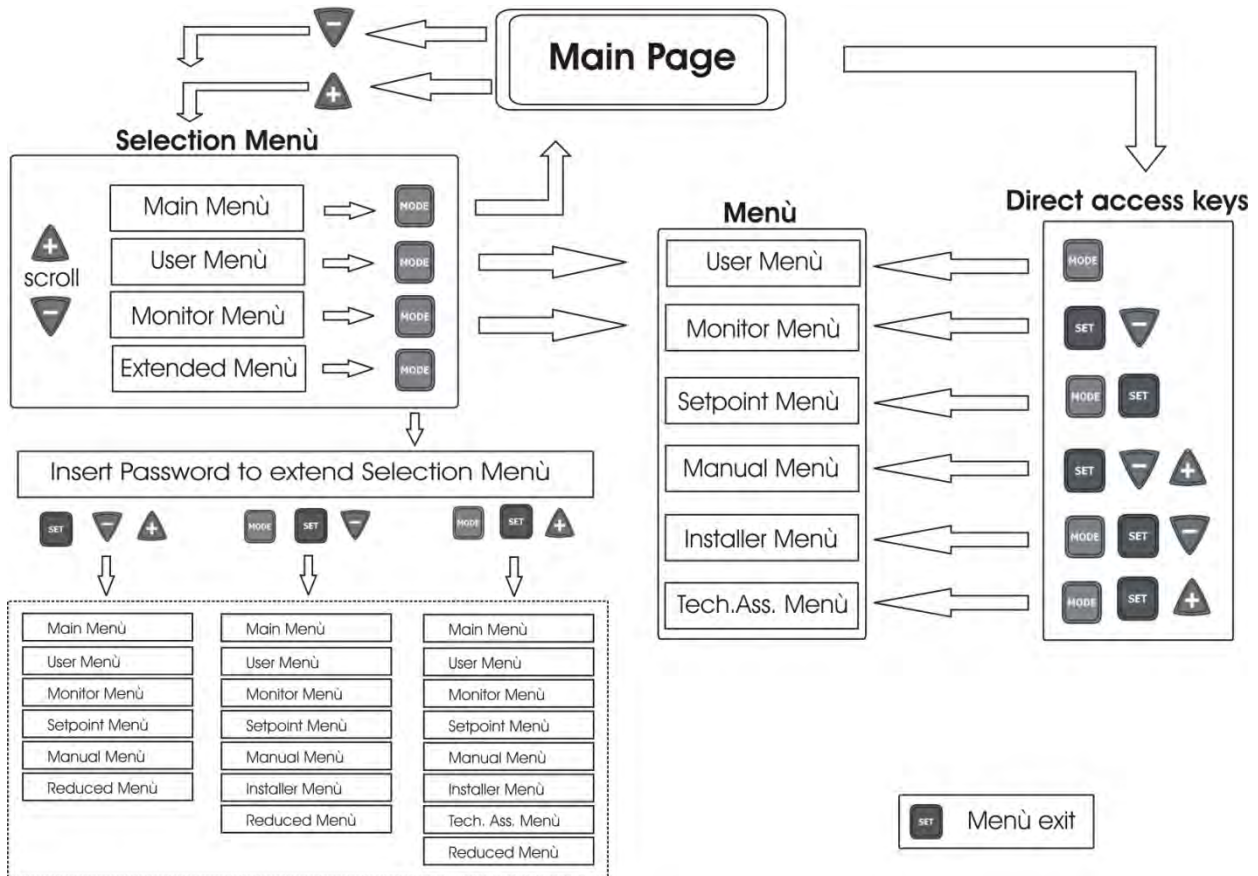 Main Page
Selection Menù
Main Menù
MODE
User Menù
MODE
scroll
Monitor Menù
MODE
Extended Menù
MODE
Insert Password to extend Selection Menù
SET
MODE
SET
MODE
SET
Main Menù
User Menù
Monitor Menù
Setpoint Menù
Manual Menù
Reduced Menù
Main Menù
User Menù
Monitor Menù
Setpoint Menù
Manual Menù
Installer Menù
Reduced Menù
Main Menù
User Menù
Monitor Menù
Setpoint Menù
Manual Menù
Installer Menù
Tech. Ass. Menù
Reduced Menù
Menù
User Menù
Monitor Menù
Setpoint Menù
Manual Menù
Installer Menù
Tech.Ass. Menù
Direct access keys
MODE
SET
MODE SET
SET
MODE SET
MODE SET
SET Menù exit